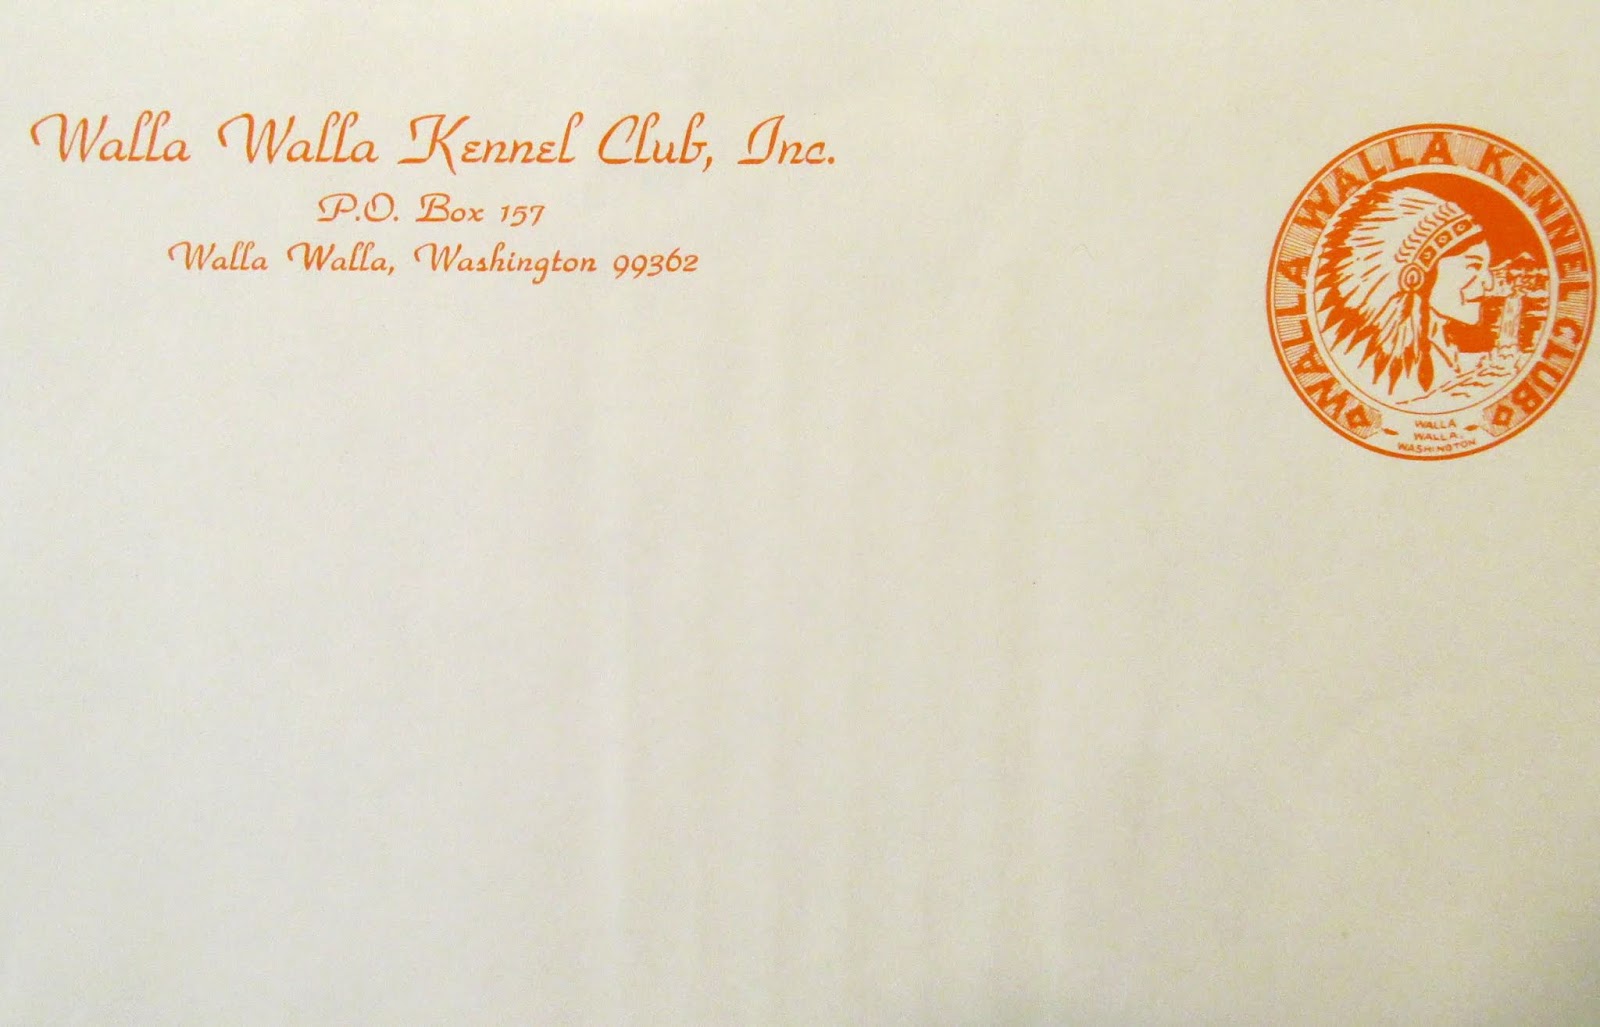 Walla Walla Kennel Club, Inc.
P.O. Box 157
Walla Walla, Washington 99362
WALLA WALLA KENNEL CLUB
WALLA
WALLA,
WASHINGTON